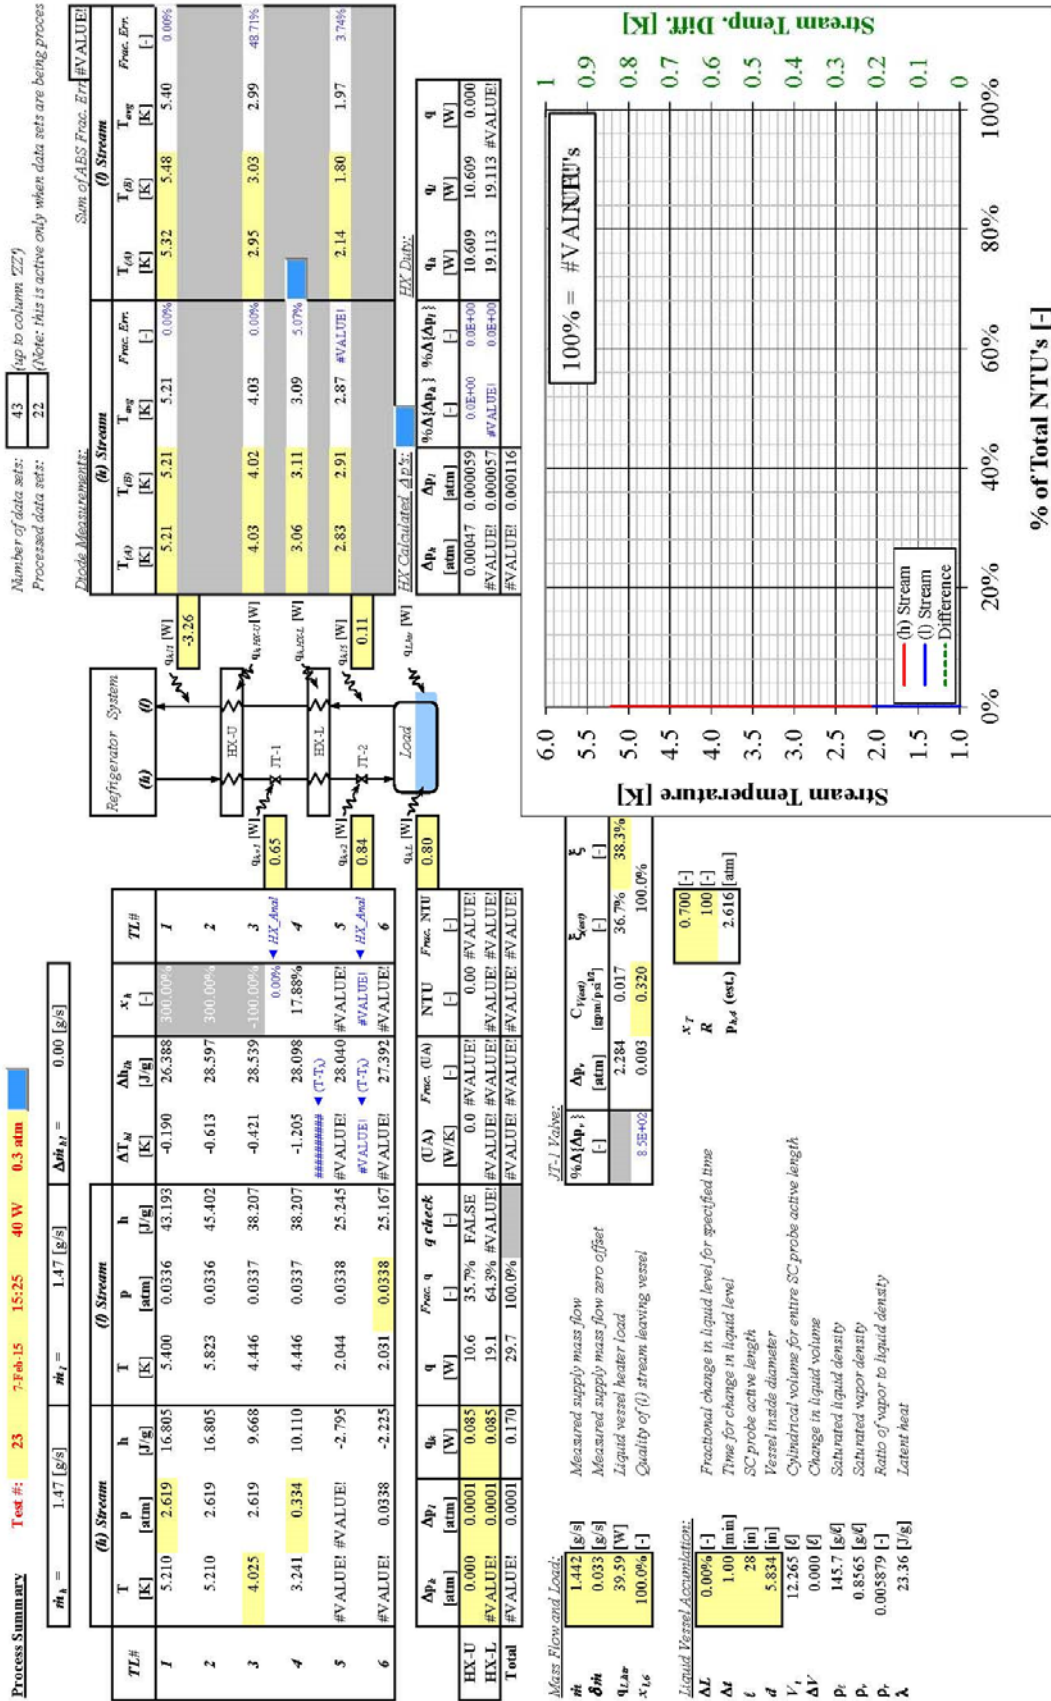 Process Summary Test #: 23 7-Feb-15 15:25 40 W 0.3 atm
ṁh = 1.47 [g/s] ṁl = 1.47 [g/s] Δṁhl = 0.00 [g/s]
(h) Stream (l) Stream
TL# T p h T p h ΔThl Δhlh xh TL#
[K] [atm] [J/g] [K] [atm] [J/g] [K] [J/g] [-]
1 5.210 2.619 16.805 5.400 0.0336 43.193 -0.190 26.388 300.00% 1
2 5.210 2.619 16.805 5.823 0.0336 45.402 -0.613 28.597 300.00% 2
3 4.025 2.619 9.668 4.446 0.0337 38.207 -0.421 28.539 -100.00% 3
0.00% ◄ HX_Anal
4 3.241 0.334 10.110 4.446 0.0337 38.207 -1.205 28.098 17.88% 4
######### ◄ (T-Tλ)
5 #VALUE! #VALUE! -2.795 2.044 0.0338 25.245 #VALUE! 28.040 #VALUE! 5
#VALUE! ◄ (T-Tλ) #VALUE! ◄ HX_Anal
6 #VALUE! 0.0338 -2.225 2.031 0.0338 25.167 #VALUE! 27.392 #VALUE! 6
Δph Δpl qk q Frac. q q check (UA) Frac. (UA) NTU Frac. NTU
[atm] [atm] [W] [W] [-] [-] [W/K] [-] [-] [-]
HX-U 0.000 0.0001 0.085 10.6 35.7% FALSE 0.0 #VALUE! 0.00 #VALUE!
HX-L #VALUE! 0.0001 0.085 19.1 64.3% #VALUE! #VALUE! #VALUE! #VALUE! #VALUE!
Total #VALUE! 0.0001 0.170 29.7 100.0% #VALUE! #VALUE! #VALUE! #VALUE!
Mass Flow and Load:
ṁ 1.442 [g/s] Measured supply mass flow
δṁ 0.033 [g/s] Measured supply mass flow zero offset
qL,htr 39.59 [W] Liquid vessel heater load
xl,6 100.0% [-] Quality of (l) stream leaving vessel
Liquid Vessel Accumlation:
ΔL 0.00% [-] Fractional change in liquid level for specified time
Δt 1.00 [min] Time for change in liquid level
ℓ 28 [in] SC probe active length
d 5.834 [in] Vessel inside diameter
Vt 12.265 [ℓ] Cylindrical volume for entire SC probe active length
ΔV 0.000 [ℓ] Change in liquid volume
ρℓ 145.7 [g/ℓ] Saturated liquid density
ρv 0.8565 [g/ℓ] Saturated vapor density
ρr 0.005879 [-] Ratio of vapor to liquid density
λ 23.36 [J/g] Latent heat
JT-1 Valve:
%Δ{Δpv} Δpv CV(est) ξs(est) ξ
[-] [atm] [gpm/psi^1/2] [-] [-]
2.284 0.017 36.7% 38.3%
8.5E+02 0.003 0.320 100.0%
xT 0.700 [-]
R 100 [-]
ph,4 (est.) 2.616 [atm]
Refrigerator System
(h) (l)
HX-U
JT-1
HX-L
JT-2
Load
qk,v1 [W]
0.65
qk,v2 [W]
0.84
qk,L [W]
0.80
qk,l1 [W]
-3.26
qk,HX-U [W]
qk,HX-L [W]
qk,l5 [W]
0.11
qL,htr [W]
Number of data sets: 43 (up to column 'ZZ')
Processed data sets: 22 (Note: this is active only when data sets are being proces
Diode Measurements: Sum of ABS Frac. Err. #VALUE!
(h) Stream (l) Stream
T(A) T(B) Tavg Frac. Err. T(A) T(B) Tavg Frac. Err.
[K] [K] [K] [-] [K] [K] [K] [-]
5.21 5.21 5.21 0.00% 5.32 5.48 5.40 0.00%
4.03 4.02 4.03 0.00% 2.95 3.03 2.99 48.71%
3.06 3.11 3.09 5.07%
2.83 2.91 2.87 #VALUE! 2.14 1.80 1.97 3.74%
HX Calculated Δp's: HX Duty:
Δph Δpl %Δ{Δph} %Δ{Δpl} qh ql q
[atm] [atm] [-] [-] [W] [W] [W]
0.00047 0.000059 0.0E+00 0.0E+00 10.609 10.609 0.000
#VALUE! 0.000057 #VALUE! 0.0E+00 19.113 19.113 #VALUE!
#VALUE! 0.000116
Stream Temperature [K]
6.0
5.5
5.0
4.5
4.0
3.5
3.0
2.5
2.0
1.5
1.0
100% = #VALUE!
(h) Stream
(l) Stream
Difference
0% 20% 40% 60% 80% 100%
% of Total NTU's [-]
Stream Temp. Diff. [K]
1
0.9
0.8
0.7
0.6
0.5
0.4
0.3
0.2
0.1
0